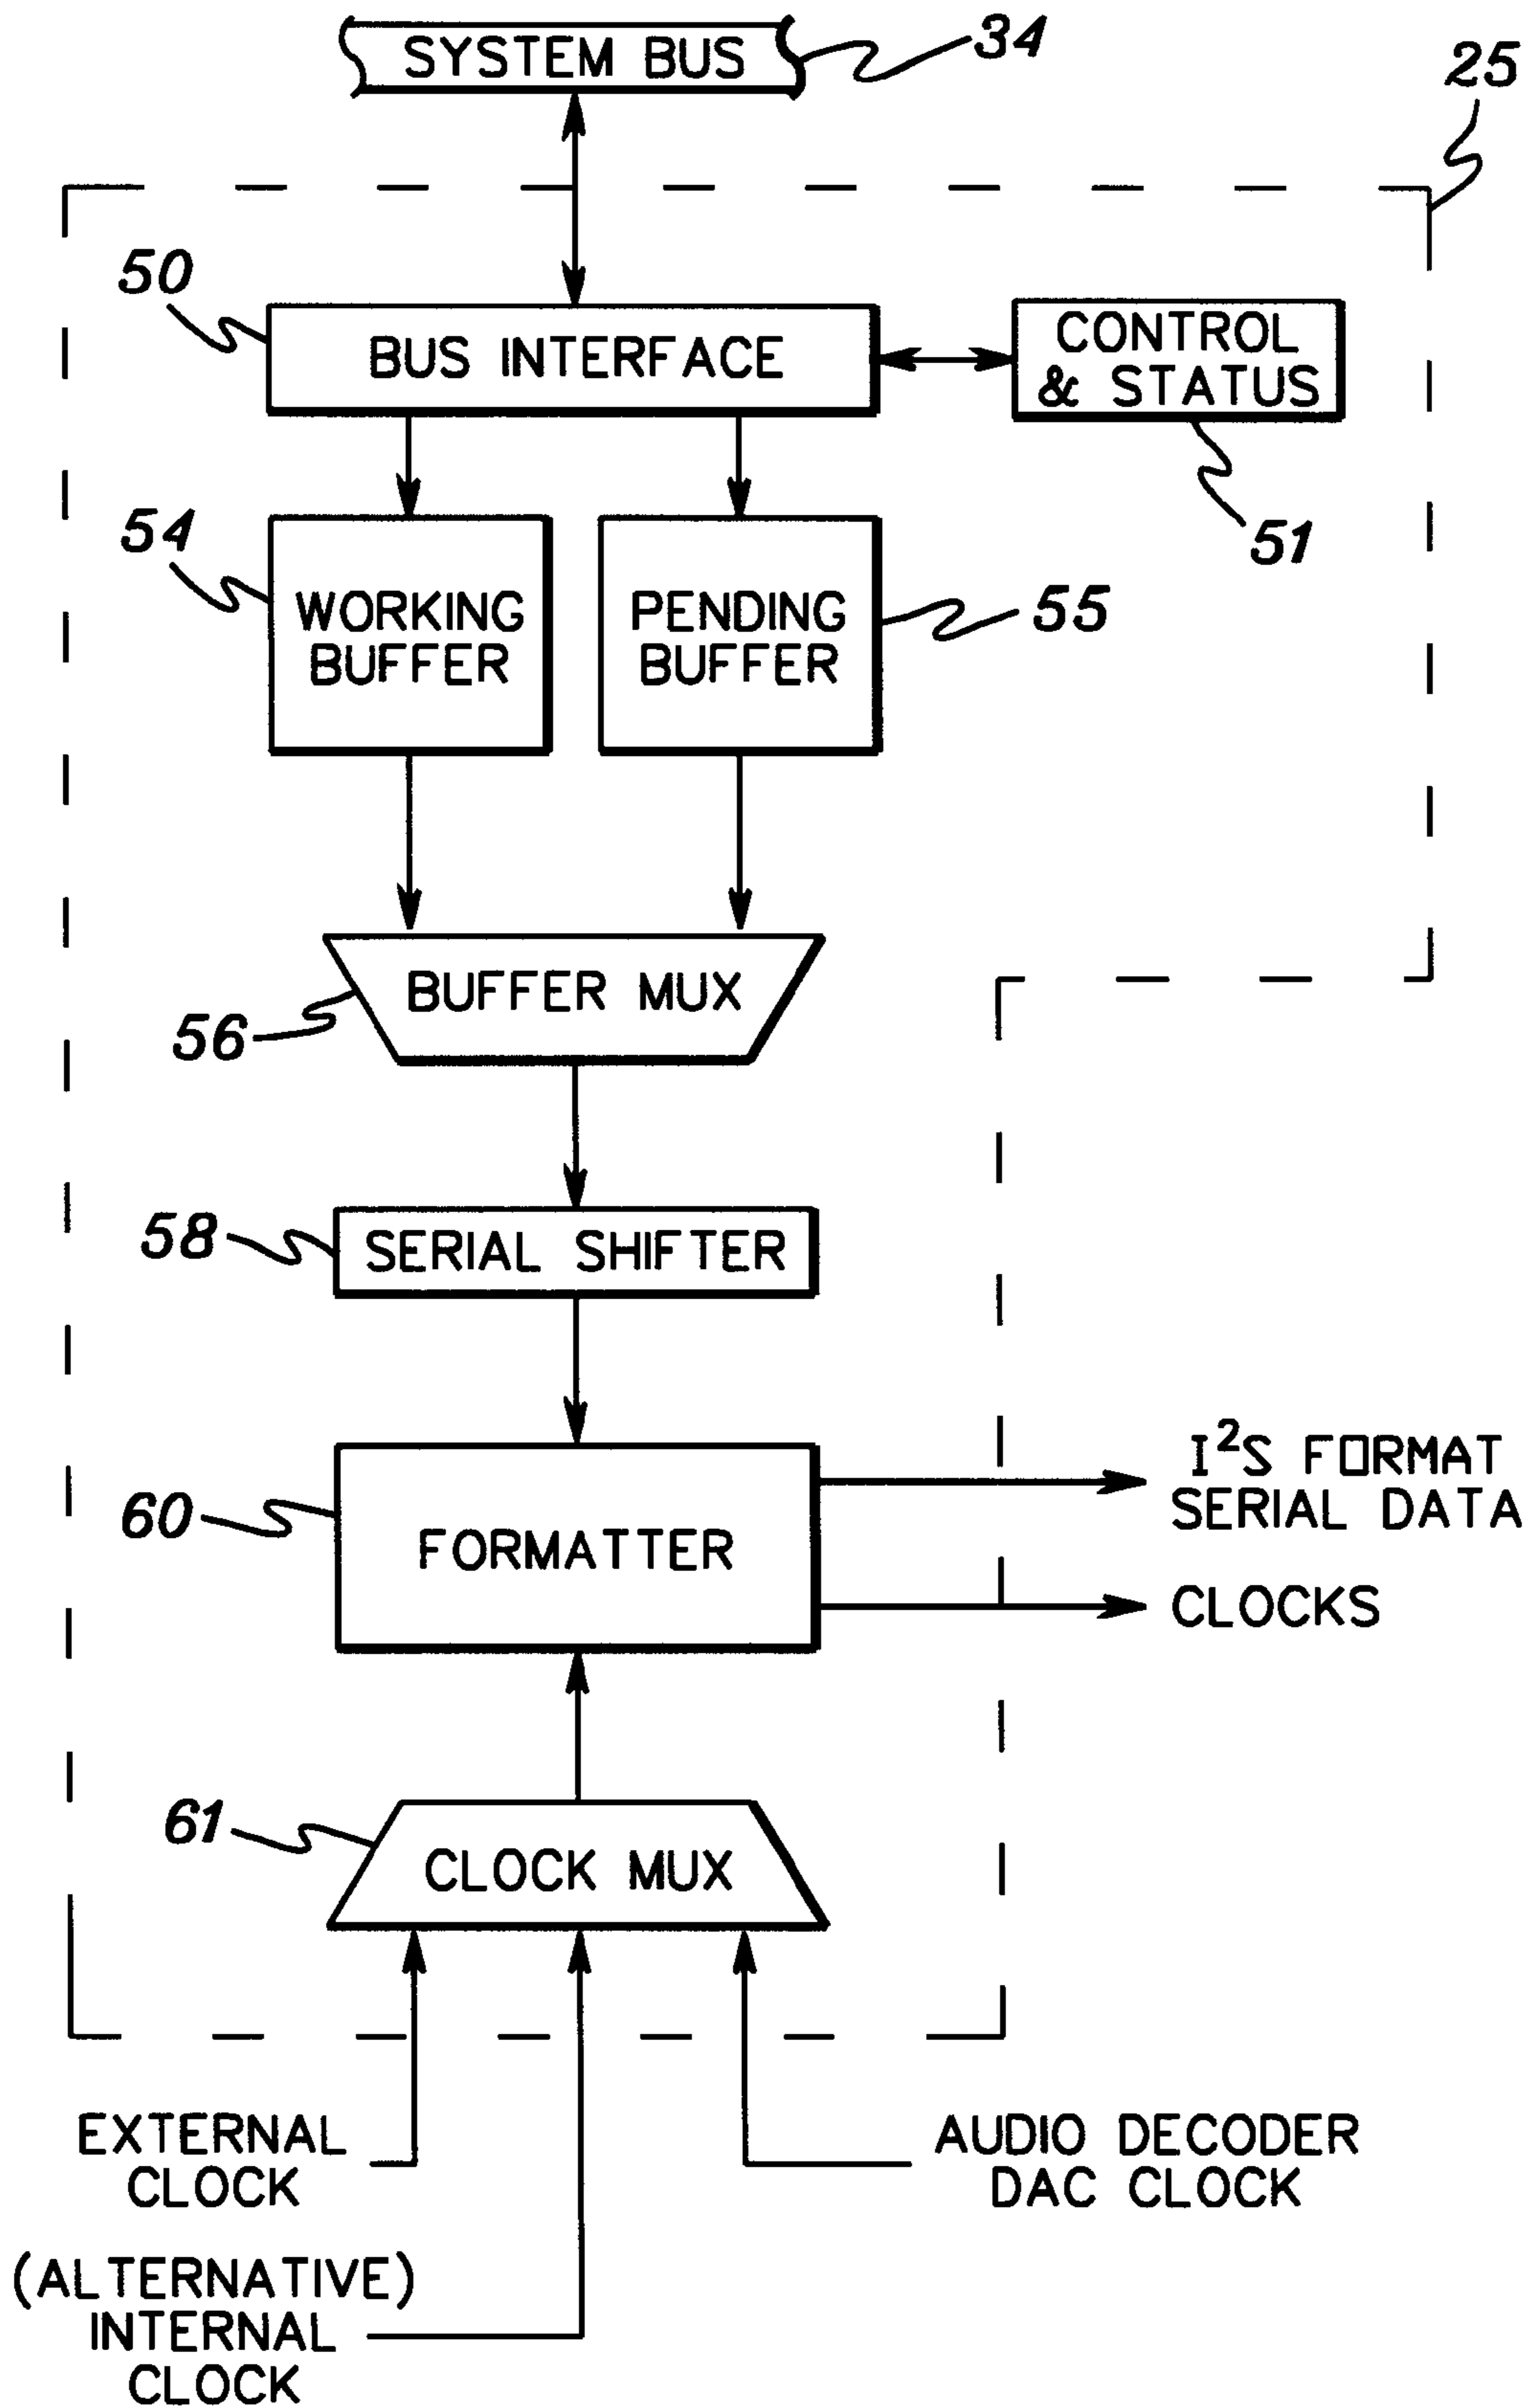 SYSTEM BUS
34
25
50
BUS INTERFACE
CONTROL
& STATUS
51
54
WORKING
BUFFER
PENDING
BUFFER
55
BUFFER MUX
56
58
SERIAL SHIFTER
60
FORMATTER
I²S FORMAT
SERIAL DATA
CLOCKS
61
CLOCK MUX
EXTERNAL
CLOCK
AUDIO DECODER
DAC CLOCK
(ALTERNATIVE)
INTERNAL
CLOCK